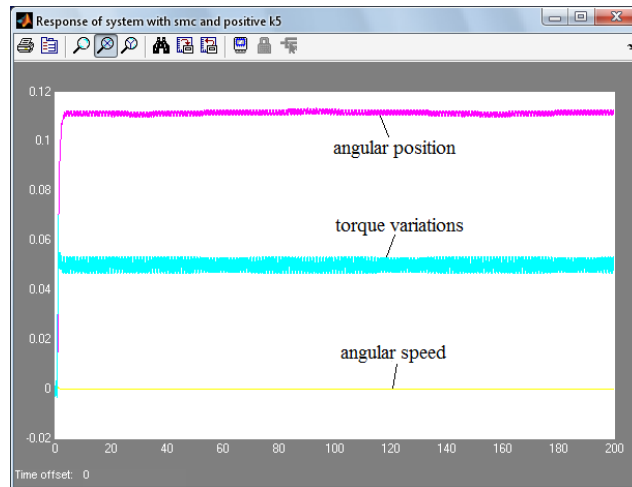 Response of system with smc and positive k5
0.12
0.1
0.08
0.06
0.04
0.02
0
-0.02
angular position
torque variations
angular speed
0 20 40 60 80 100 120 140 160 180 200
Time offset: 0